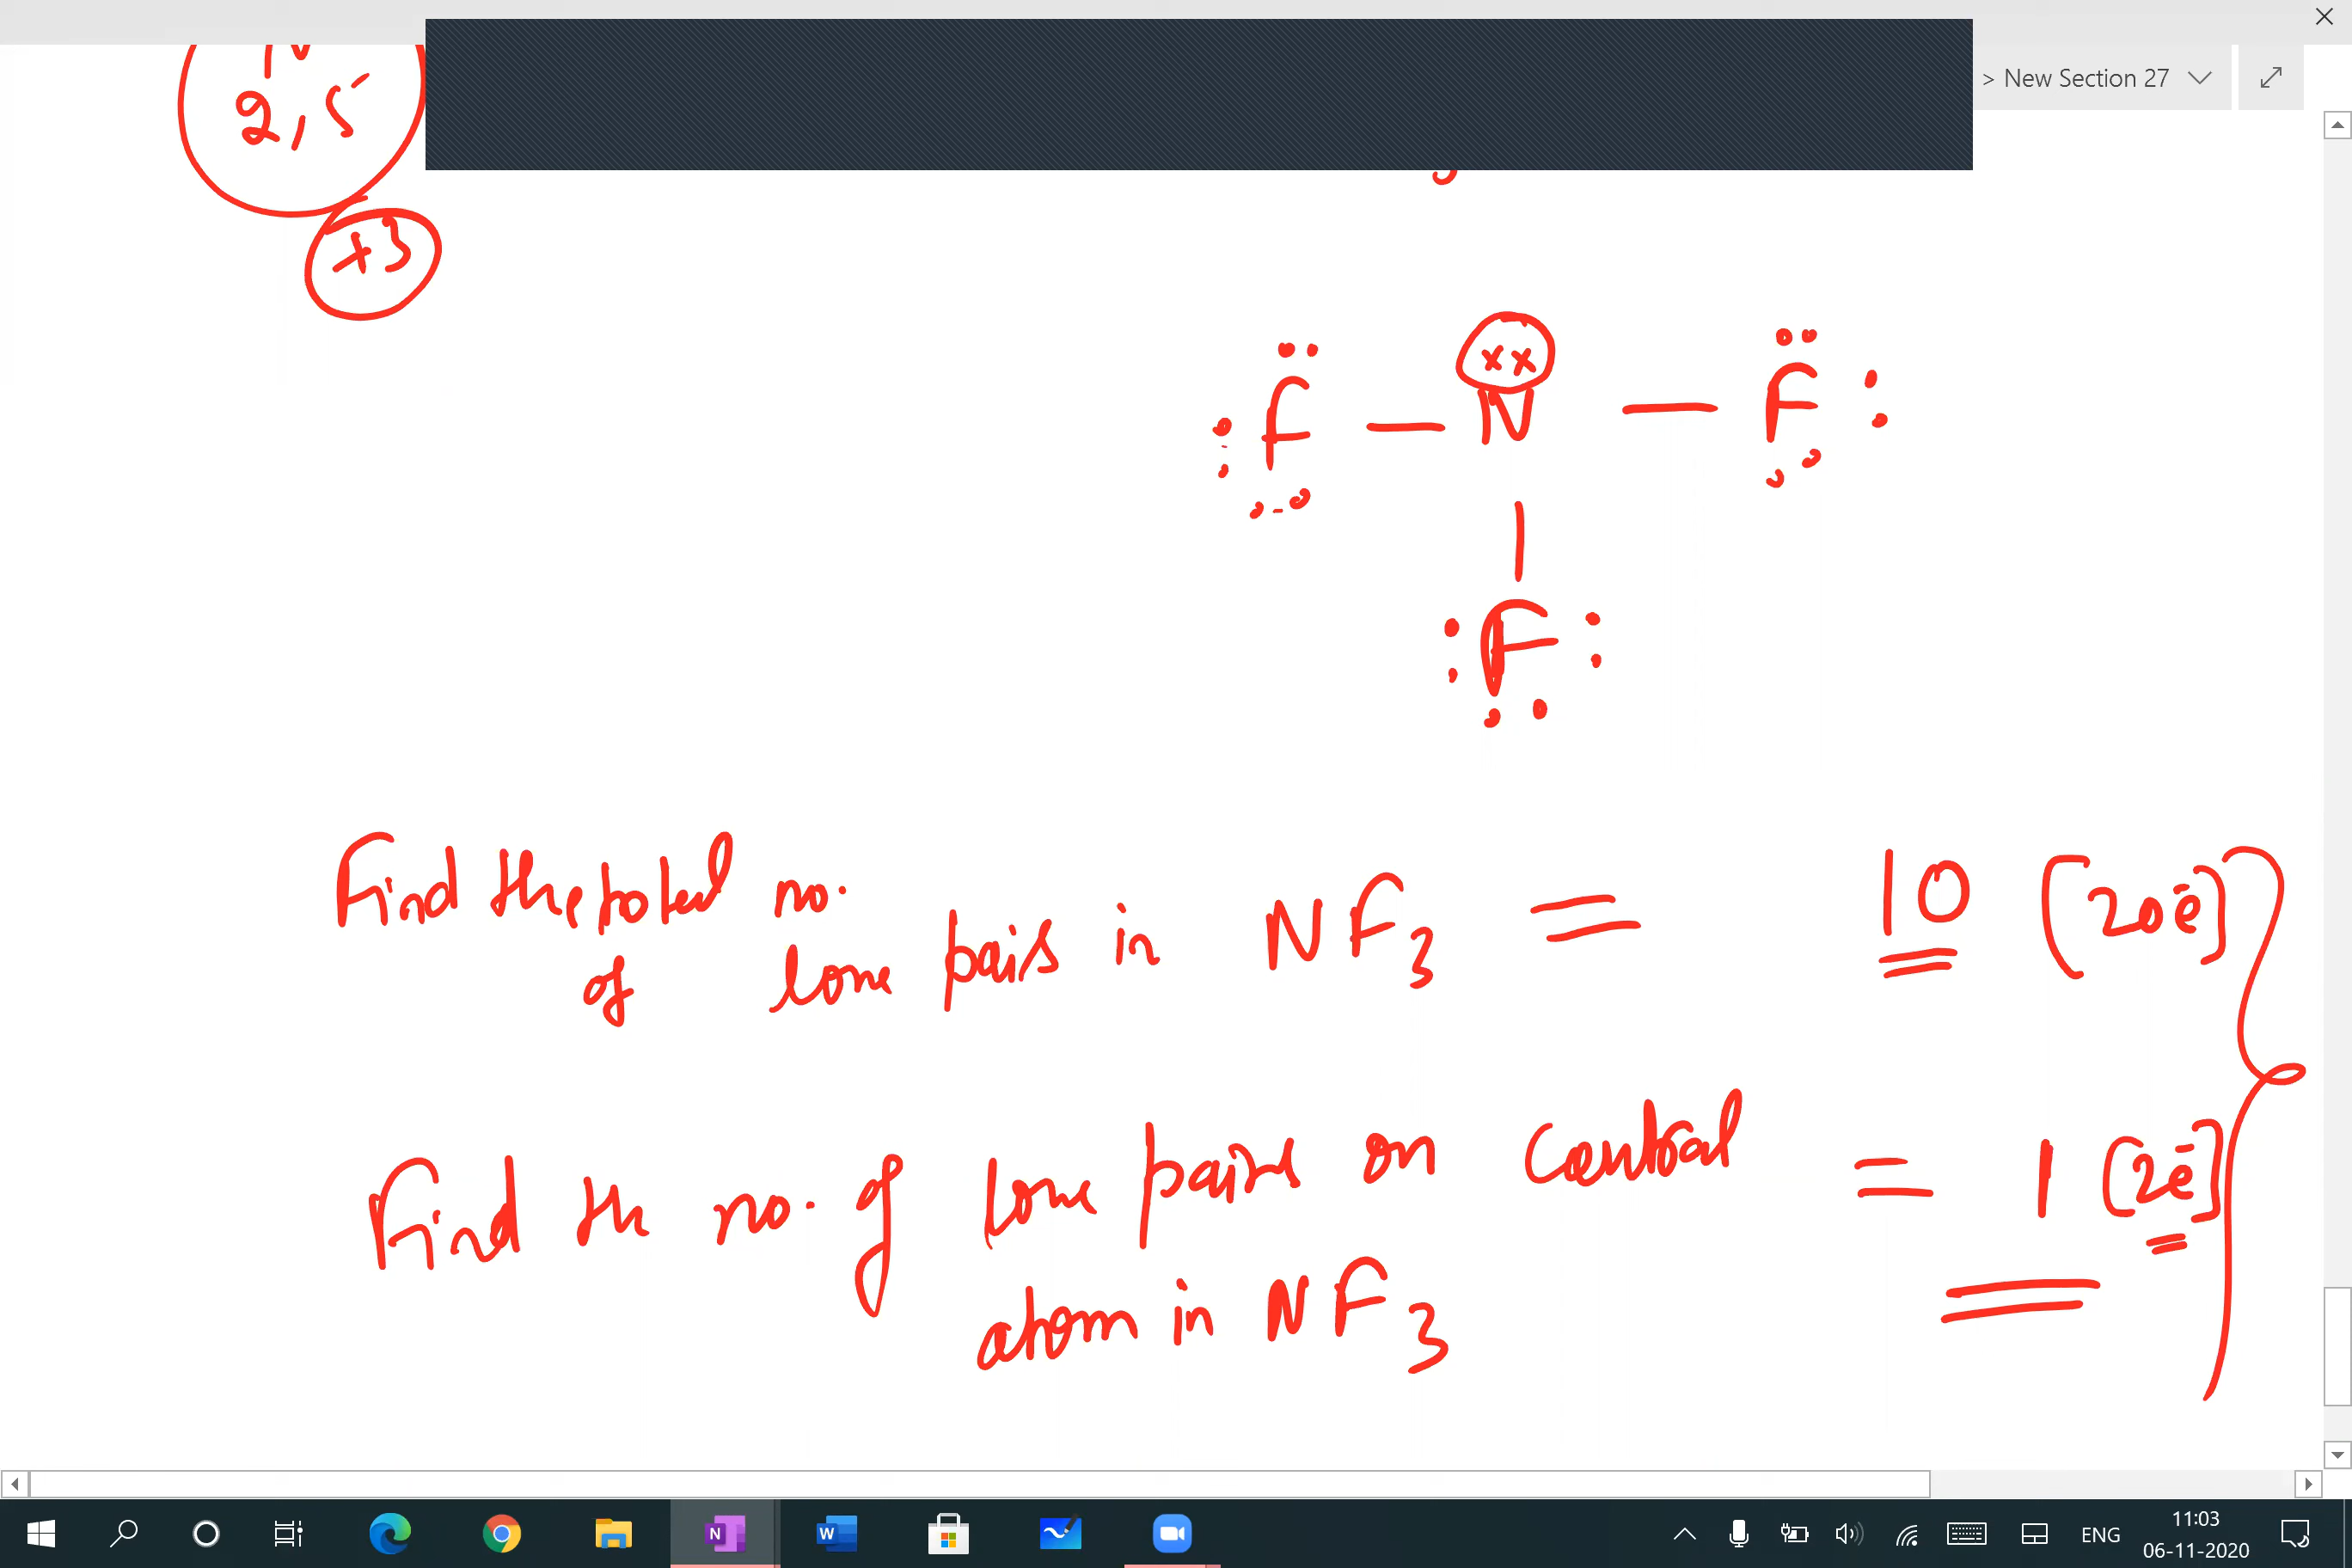 > New Section 27
N
2, 5
+3
F — N — F
F
Find the total no. of lone pairs in NF3 = 10 [20e-]
Find the no. of lone pairs on central = 1 [2e-]
atom in NF3
ENG
11:03
06-11-2020